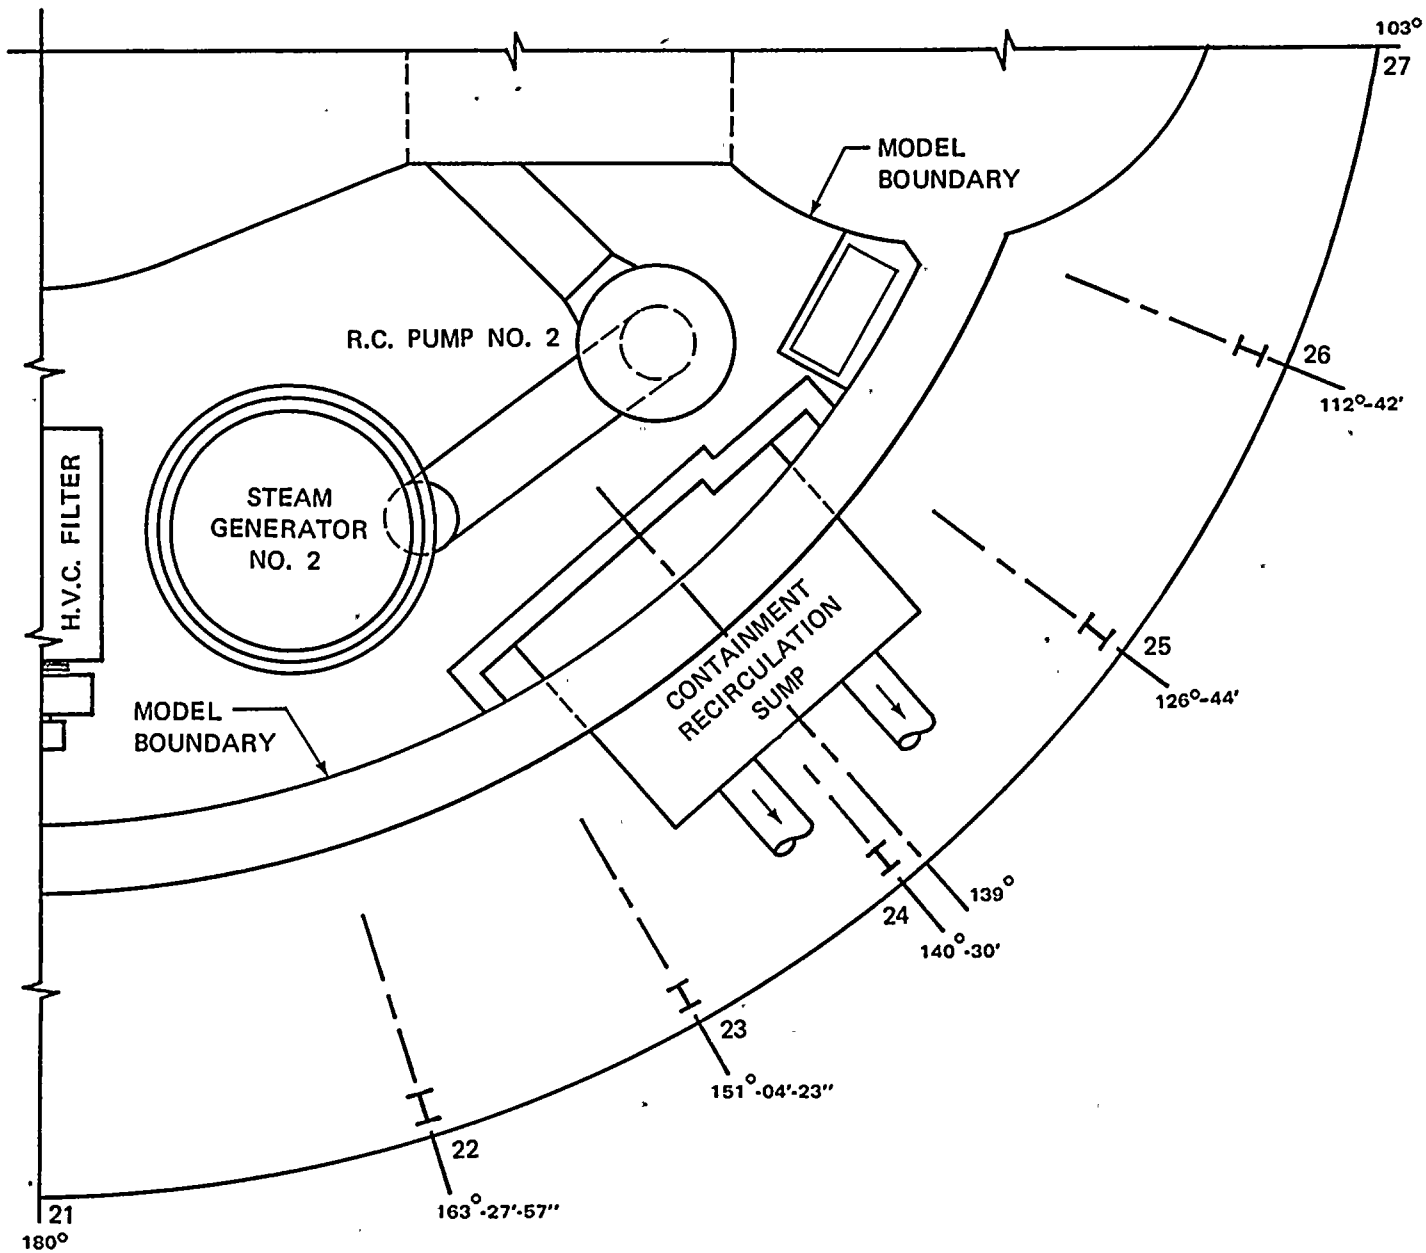 103°
27
MODEL
BOUNDARY
R.C. PUMP NO. 2
26
112°-42'
H.V.C. FILTER
STEAM
GENERATOR
NO. 2
CONTAINMENT
RECIRCULATION
SUMP
25
126°-44'
MODEL
BOUNDARY
139°
24
140°-30'
23
151°-04'-23"
22
163°-27'-57"
21
180°